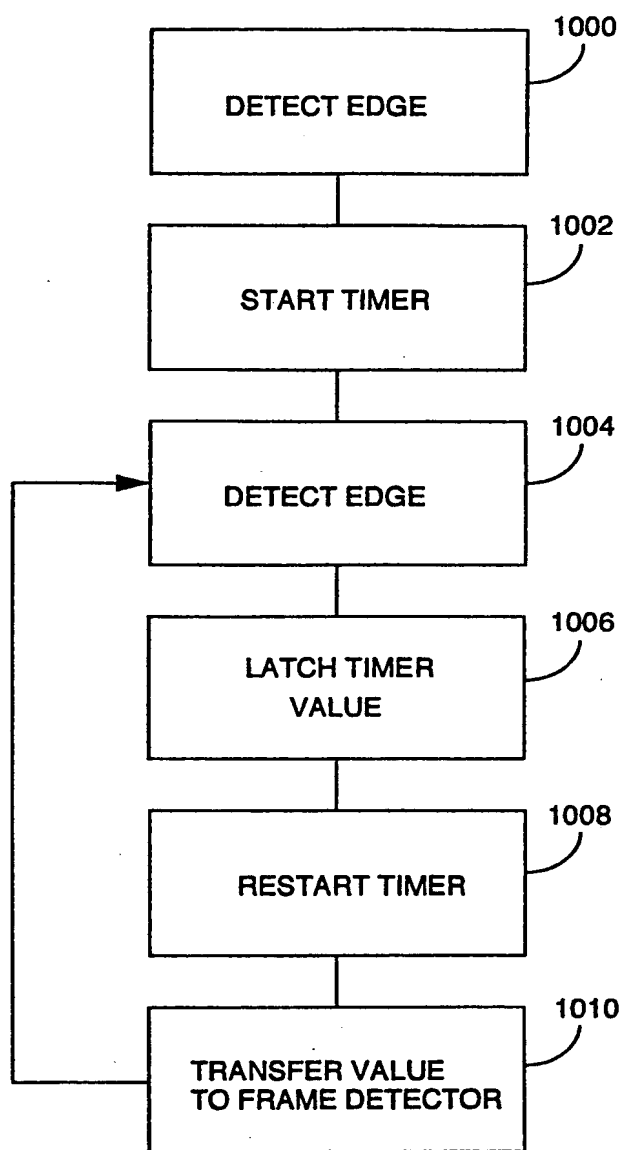 1000
DETECT EDGE
1002
START TIMER
1004
DETECT EDGE
1006
LATCH TIMER
VALUE
1008
RESTART TIMER
1010
TRANSFER VALUE
TO FRAME DETECTOR